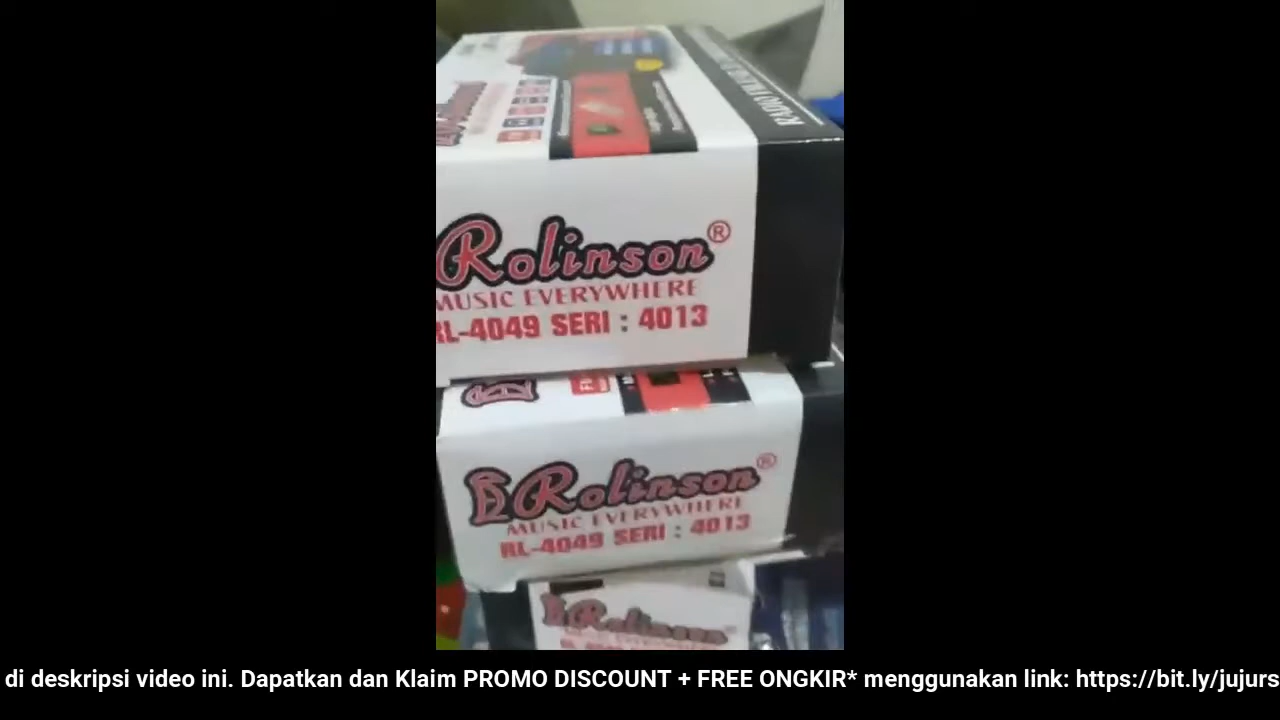 Rolinson®
MUSIC EVERYWHERE
RL-4049 SERI : 4013
Rolinson®
MUSIC EVERYWHERE
RL-4049 SERI : 4013
Rolinson
di deskripsi video ini. Dapatkan dan Klaim PROMO DISCOUNT + FREE ONGKIR* menggunakan link: https://bit.ly/jujurs